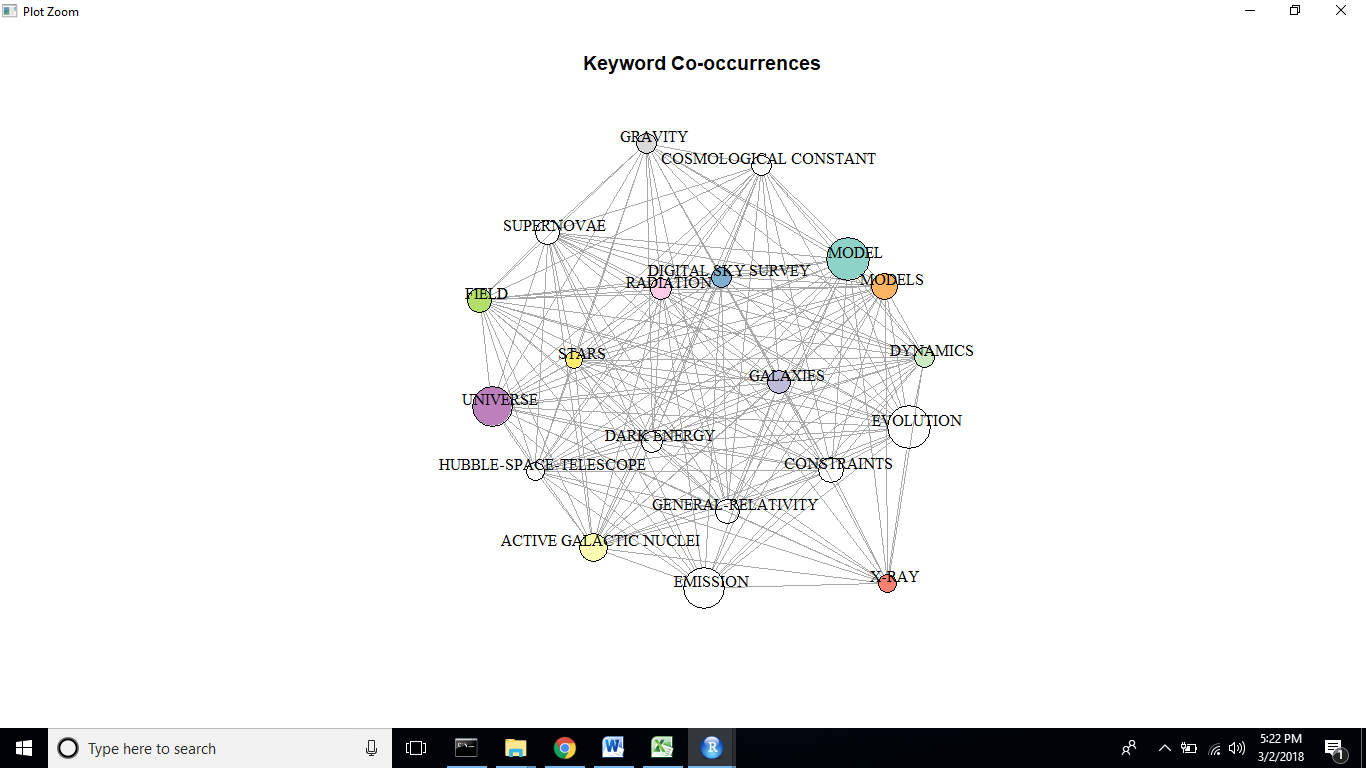 Plot Zoom
Keyword Co-occurrences
GRAVITY
COSMOLOGICAL CONSTANT
SUPERNOVAE
MODEL
DIGITAL SKY SURVEY
RADIATION
MODELS
FIELD
DYNAMICS
STARS
GALAXIES
UNIVERSE
EVOLUTION
DARK ENERGY
HUBBLE-SPACE-TELESCOPE
CONSTRAINTS
GENERAL-RELATIVITY
ACTIVE GALACTIC NUCLEI
EMISSION
X-RAY
Type here to search
5:22 PM
3/2/2018
1